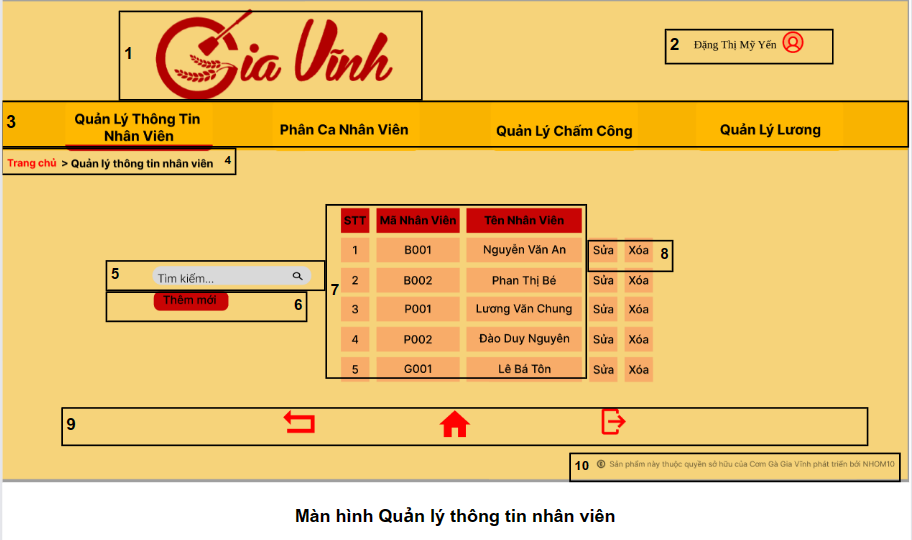 1
Gia Vĩnh
2
Đặng Thị Mỹ Yến
3
Quản Lý Thông Tin
Nhân Viên
Phân Ca Nhân Viên
Quản Lý Chấm Công
Quản Lý Lương
Trang chủ > Quản lý thông tin nhân viên
4
STT Mã Nhân Viên Tên Nhân Viên
1 B001 Nguyễn Văn An Sửa Xóa
8
5
Tìm kiếm...
2 B002 Phan Thị Bé Sửa Xóa
7
Thêm mới
6
3 P001 Lương Văn Chung Sửa Xóa
4 P002 Đào Duy Nguyên Sửa Xóa
5 G001 Lê Bá Tôn Sửa Xóa
9
10
Sản phẩm này thuộc quyền sở hữu của Cơm Gà Gia Vĩnh phát triển bởi NHOM10
Màn hình Quản lý thông tin nhân viên